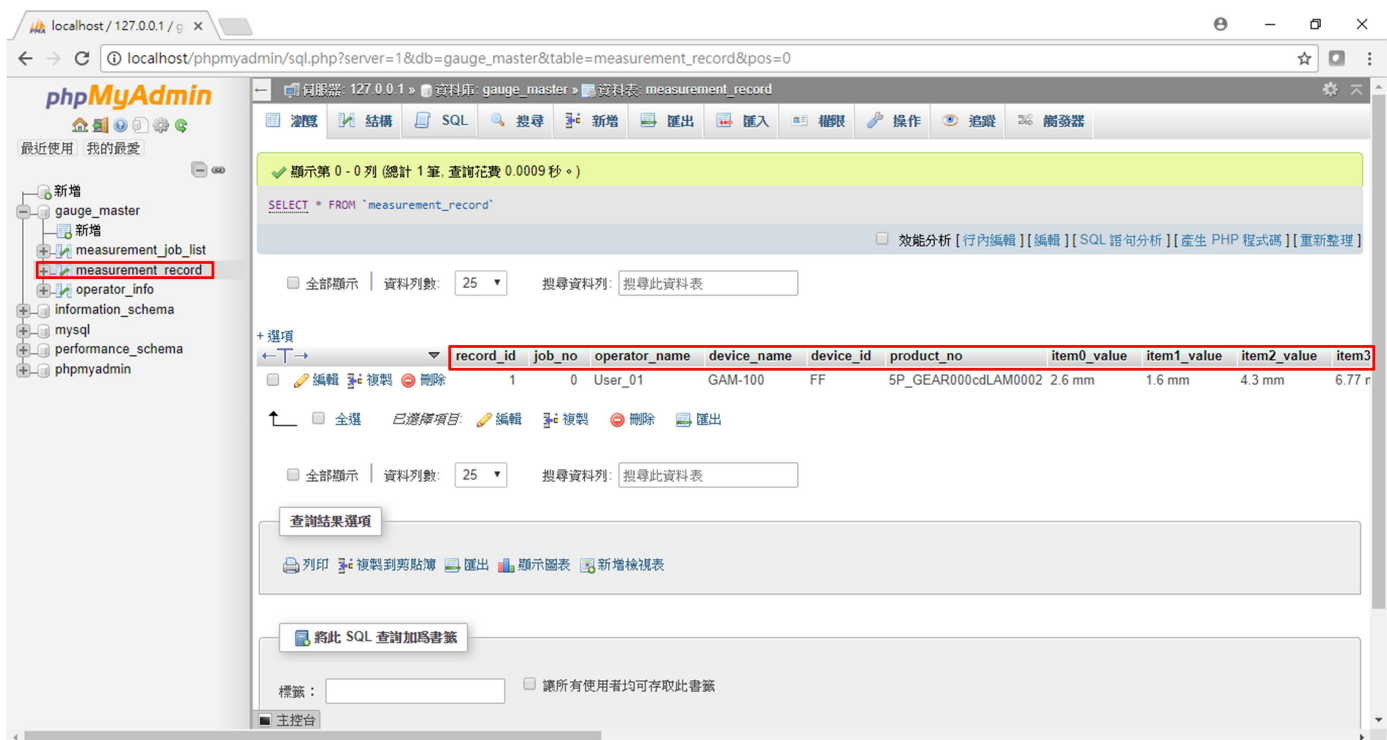 localhost / 127.0.0.1 / g
localhost/phpmyadmin/sql.php?server=1&db=gauge_master&table=measurement_record&pos=0
phpMyAdmin
最近使用 我的最愛
新增
gauge_master
新增
measurement_job_list
measurement_record
operator_info
information_schema
mysql
performance_schema
phpmyadmin
伺服器: 127.0.0.1 » 資料庫: gauge_master » 資料表: measurement_record
瀏覽 結構 SQL 搜尋 新增 匯出 匯入 權限 操作 追蹤 觸發器
顯示第 0 - 0 列 (總計 1 筆, 查詢花費 0.0009 秒。)
SELECT * FROM `measurement_record`
效能分析 [ 行內編輯 ] [ 編輯 ] [ SQL 語句分析 ] [ 產生 PHP 程式碼 ] [ 重新整理 ]
全部顯示 資料列數: 25 搜尋資料列: 搜尋此資料表
+ 選項
←T→ record_id job_no operator_name device_name device_id product_no item0_value item1_value item2_value item3
編輯 複製 刪除 1 0 User_01 GAM-100 FF 5P_GEAR000cdLAM0002 2.6 mm 1.6 mm 4.3 mm 6.77
全選 已選擇項目: 編輯 複製 刪除 匯出
全部顯示 資料列數: 25 搜尋資料列: 搜尋此資料表
查詢結果選項
列印 複製到剪貼簿 匯出 顯示圖表 新增檢視表
將此 SQL 查詢加爲書籤
標籤: 讓所有使用者均可存取此書籤
主控台